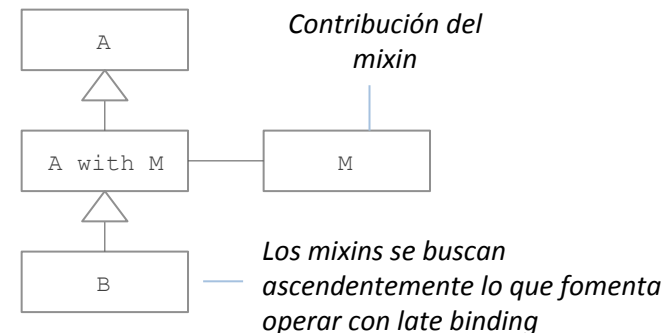 A
Contribución del
mixin
A with M
M
B
Los mixins se buscan
ascendentemente lo que fomenta
operar con late binding